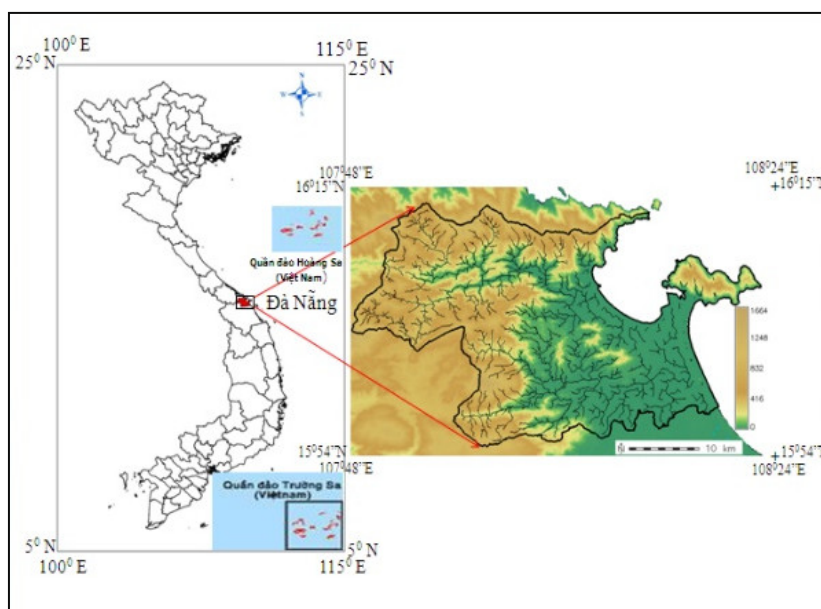 100⁰ E
115⁰ E
25⁰ N
25⁰ N
N
W
E
S
107⁰48’’E
16⁰15’’N
108⁰24’’E
+16⁰15’’N
Quần đảo Hoàng Sa
(Việt Nam)
Đà Nẵng
1664
1248
832
416
0
15⁰54’’N
107⁰48’’E
10 km
+15⁰54’’N
108⁰24’’E
Quần đảo Trường Sa
(Vietnam)
5⁰ N
5⁰ N
100⁰ E
115⁰ E